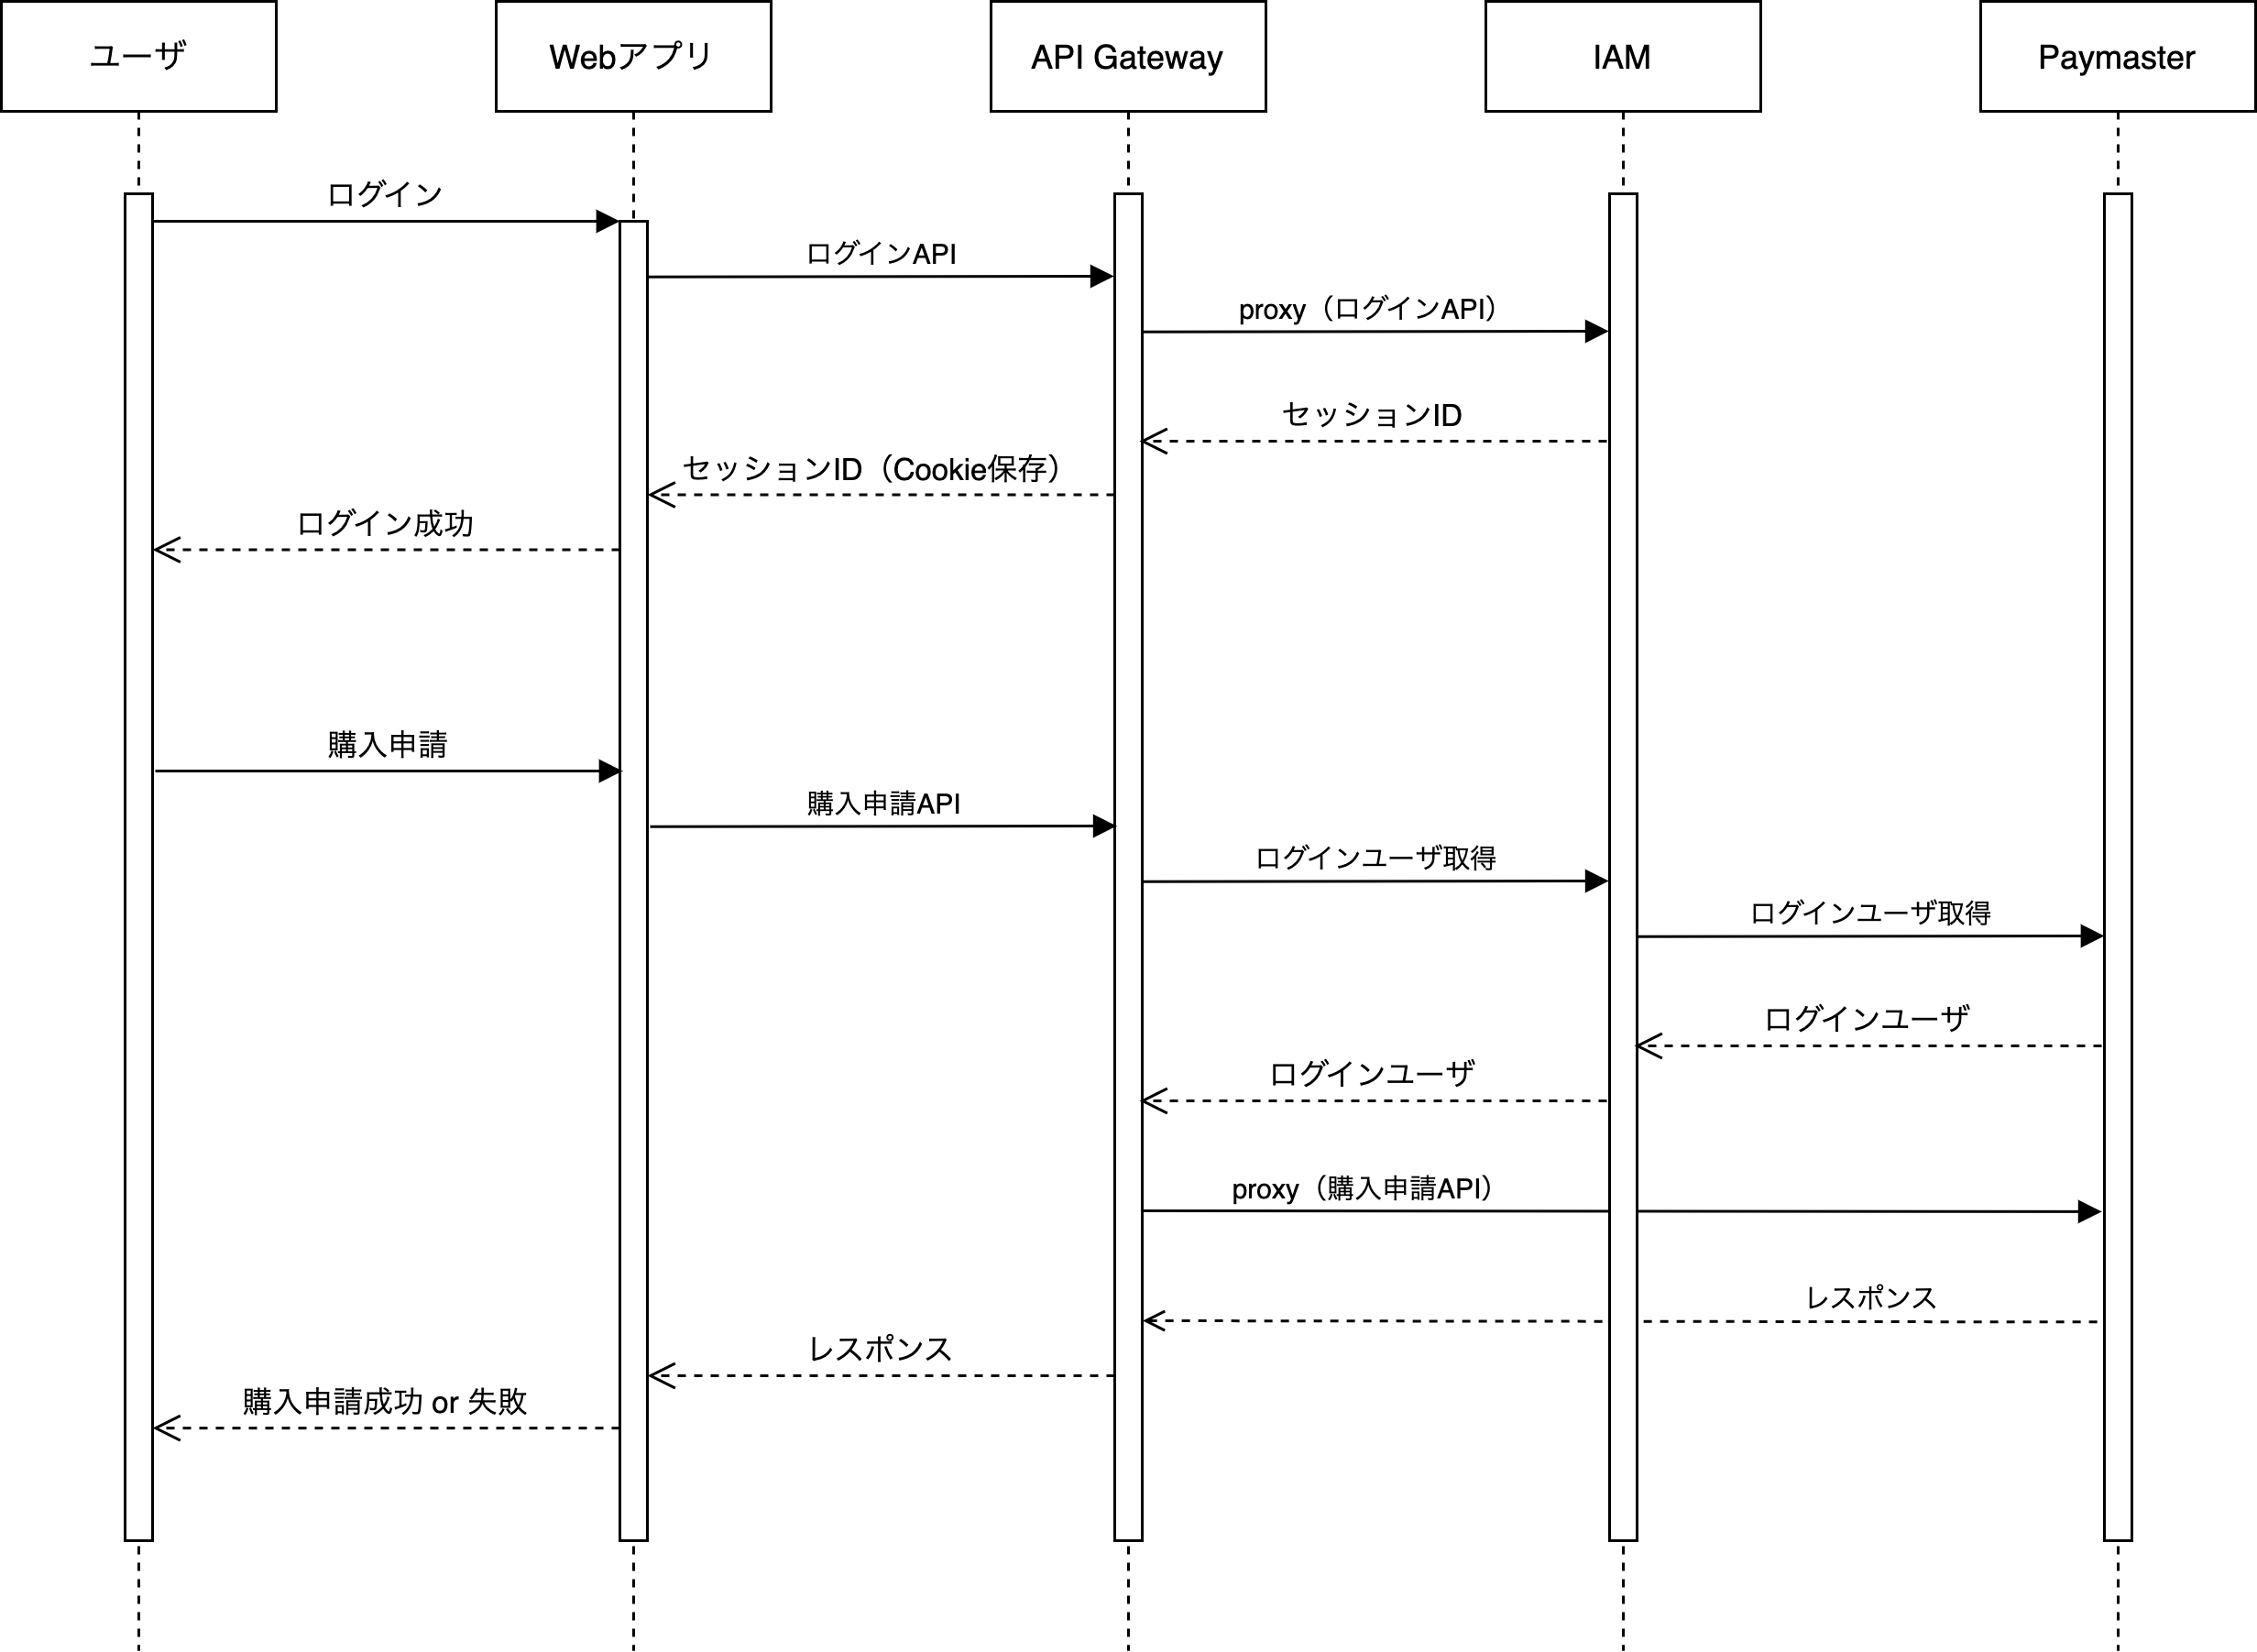 ユーザ
Webアプリ
API Gateway
IAM
Paymaster
ログイン
ログインAPI
proxy（ログインAPI）
セッションID
セッションID（Cookie保存）
ログイン成功
購入申請
購入申請API
ログインユーザ取得
ログインユーザ取得
ログインユーザ
ログインユーザ
proxy（購入申請API）
レスポンス
レスポンス
購入申請成功 or 失敗